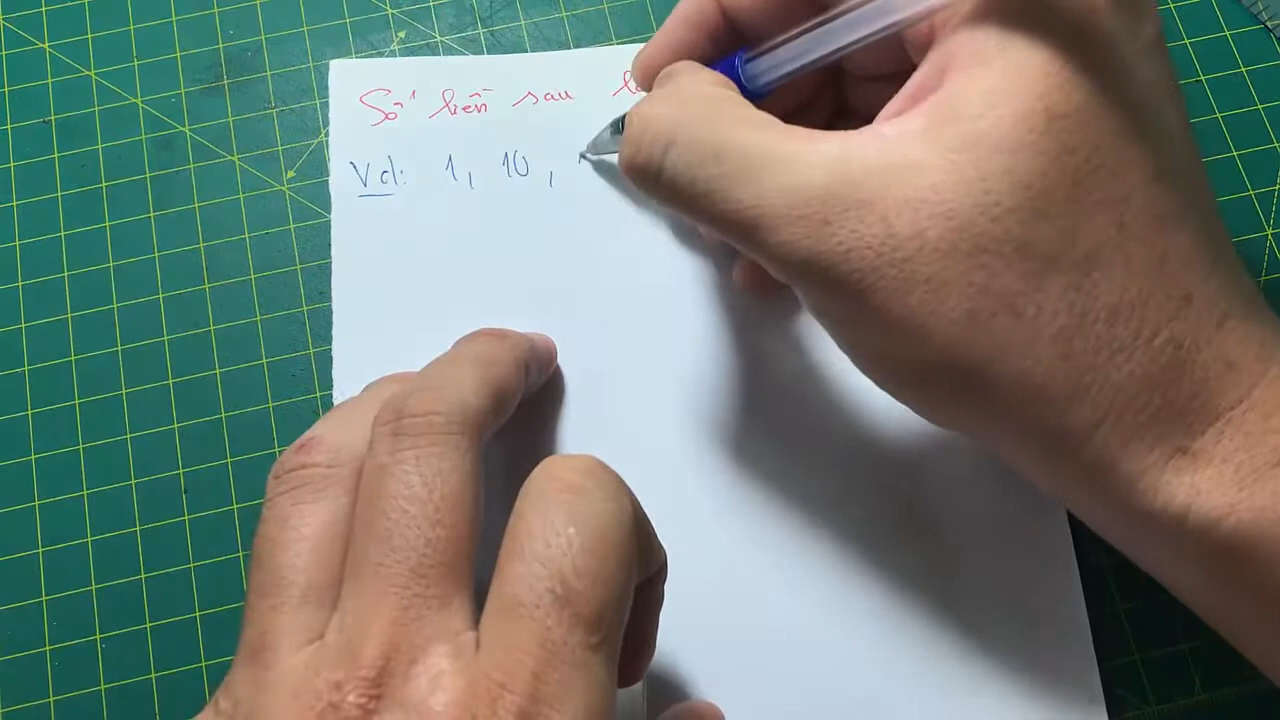 Số liền sau
Vd: 1, 10,